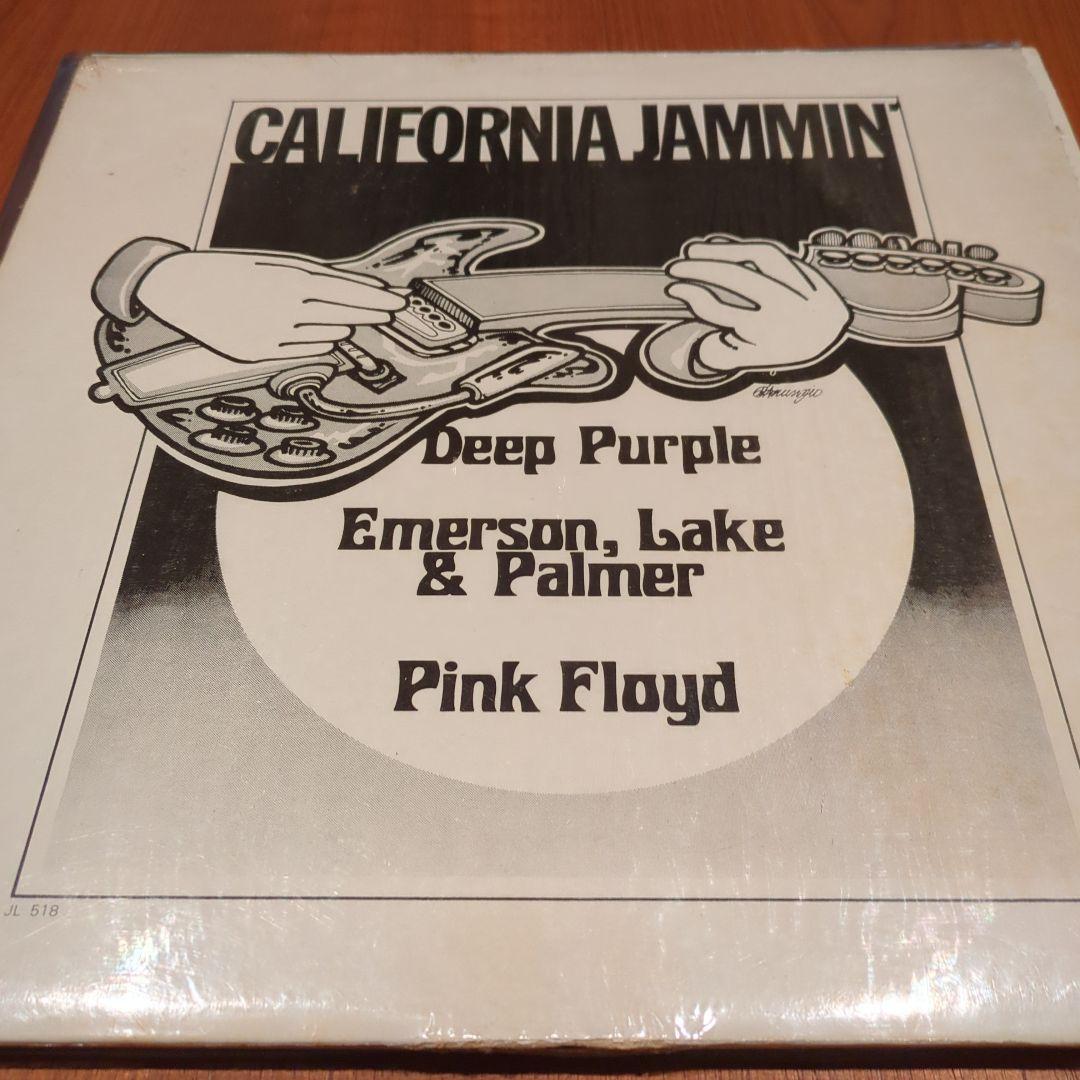 CALIFORNIA JAMMIN'
Deep Purple
Emerson, Lake
& Palmer
Pink Floyd
JL 518